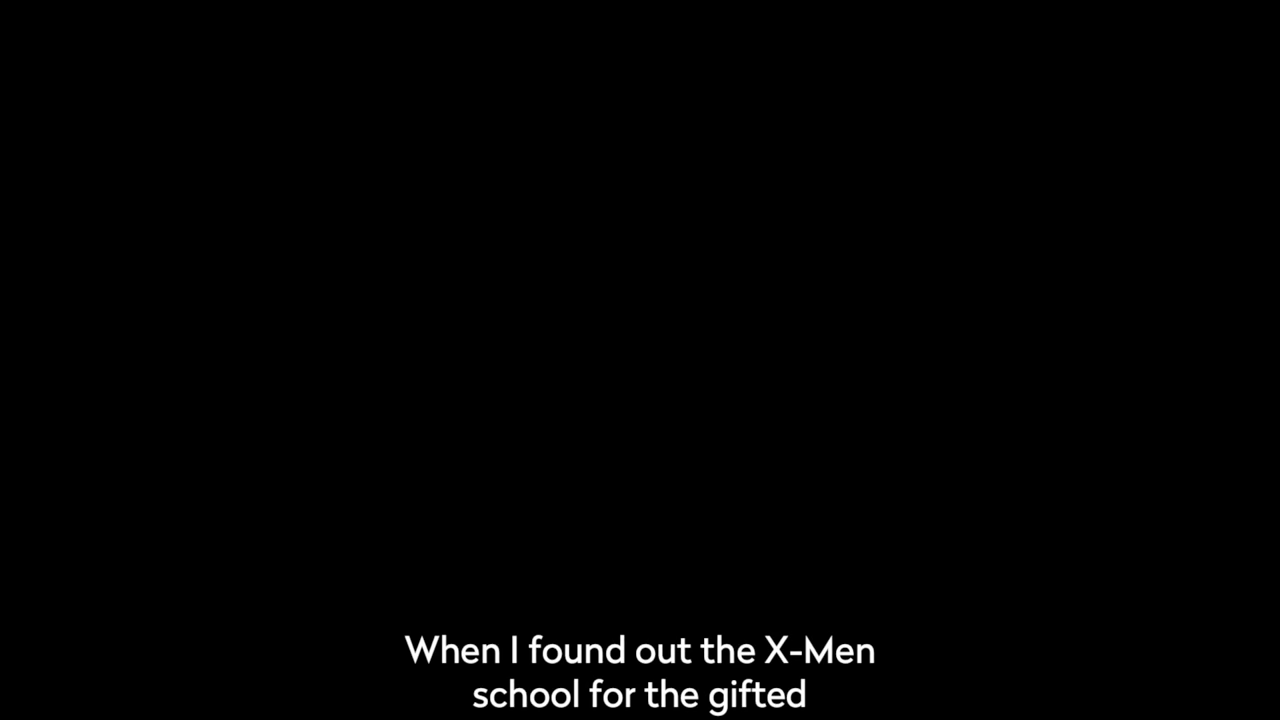 When I found out the X-Men
school for the gifted